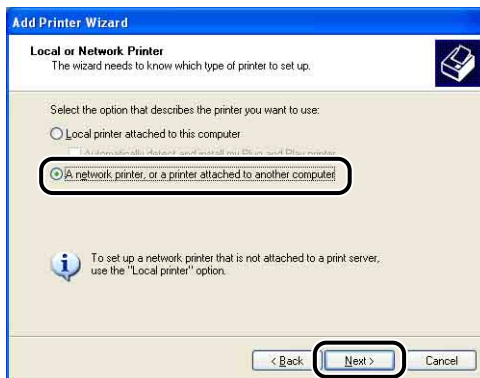 Add Printer Wizard
Local or Network Printer
The wizard needs to know which type of printer to set up.
Select the option that describes the printer you want to use:
Local printer attached to this computer
Automatically detect and install my Plug and Play printer
A network printer, or a printer attached to another computer
To set up a network printer that is not attached to a print server,
use the "Local printer" option.
< Back Next > Cancel